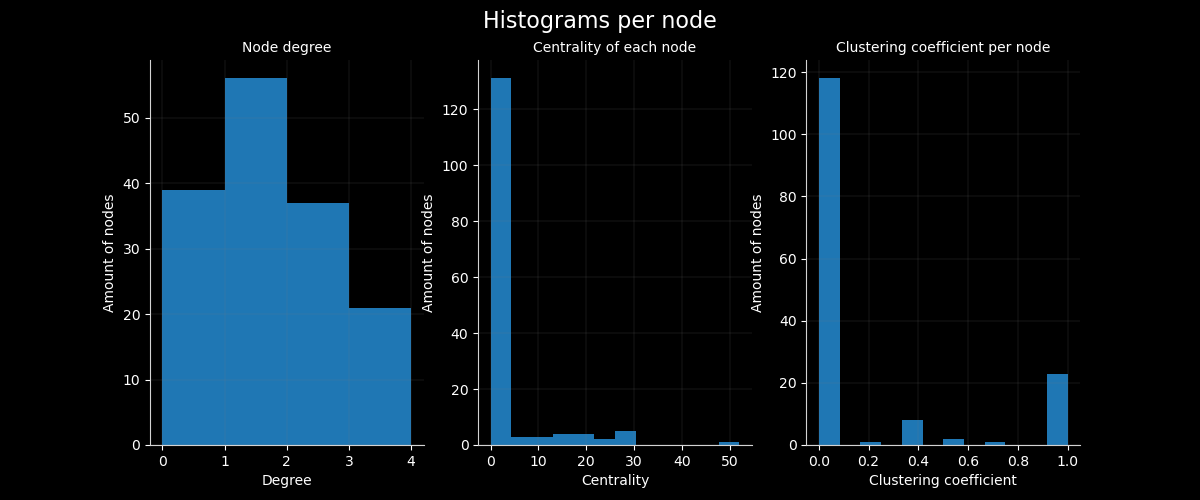 Histograms per node
Node degree
Amount of nodes
50
40
30
20
10
0
0 1 2 3 4
Degree
Centrality of each node
Amount of nodes
120
100
80
60
40
20
0
0 10 20 30 40 50
Centrality
Clustering coefficient per node
Amount of nodes
120
100
80
60
40
20
0
0.0 0.2 0.4 0.6 0.8 1.0
Clustering coefficient